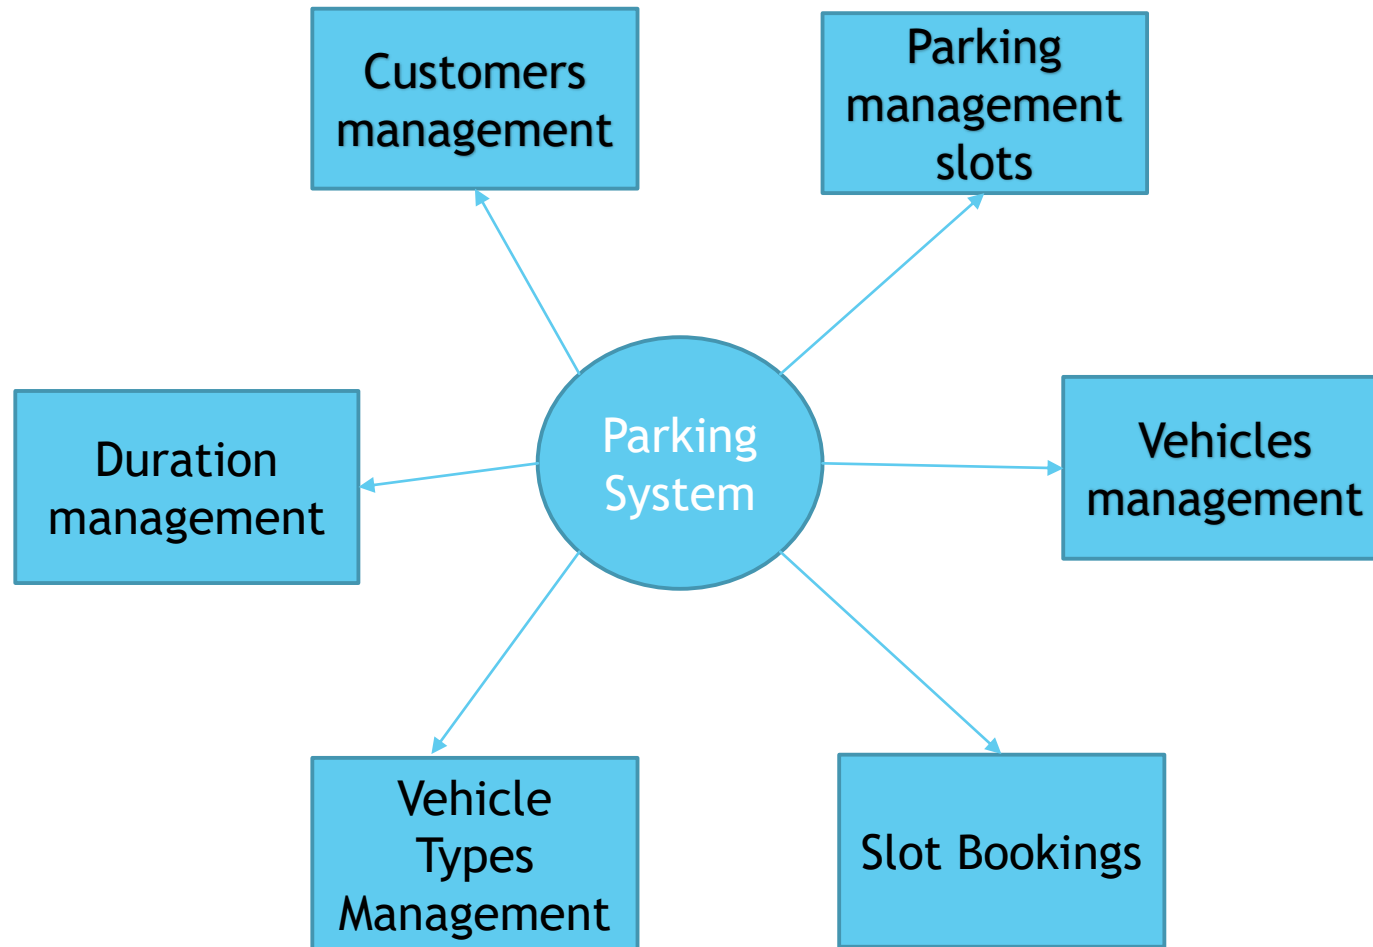 Customers
management
Parking
management
slots
Duration
management
Parking
System
Vehicles
management
Vehicle
Types
Management
Slot Bookings